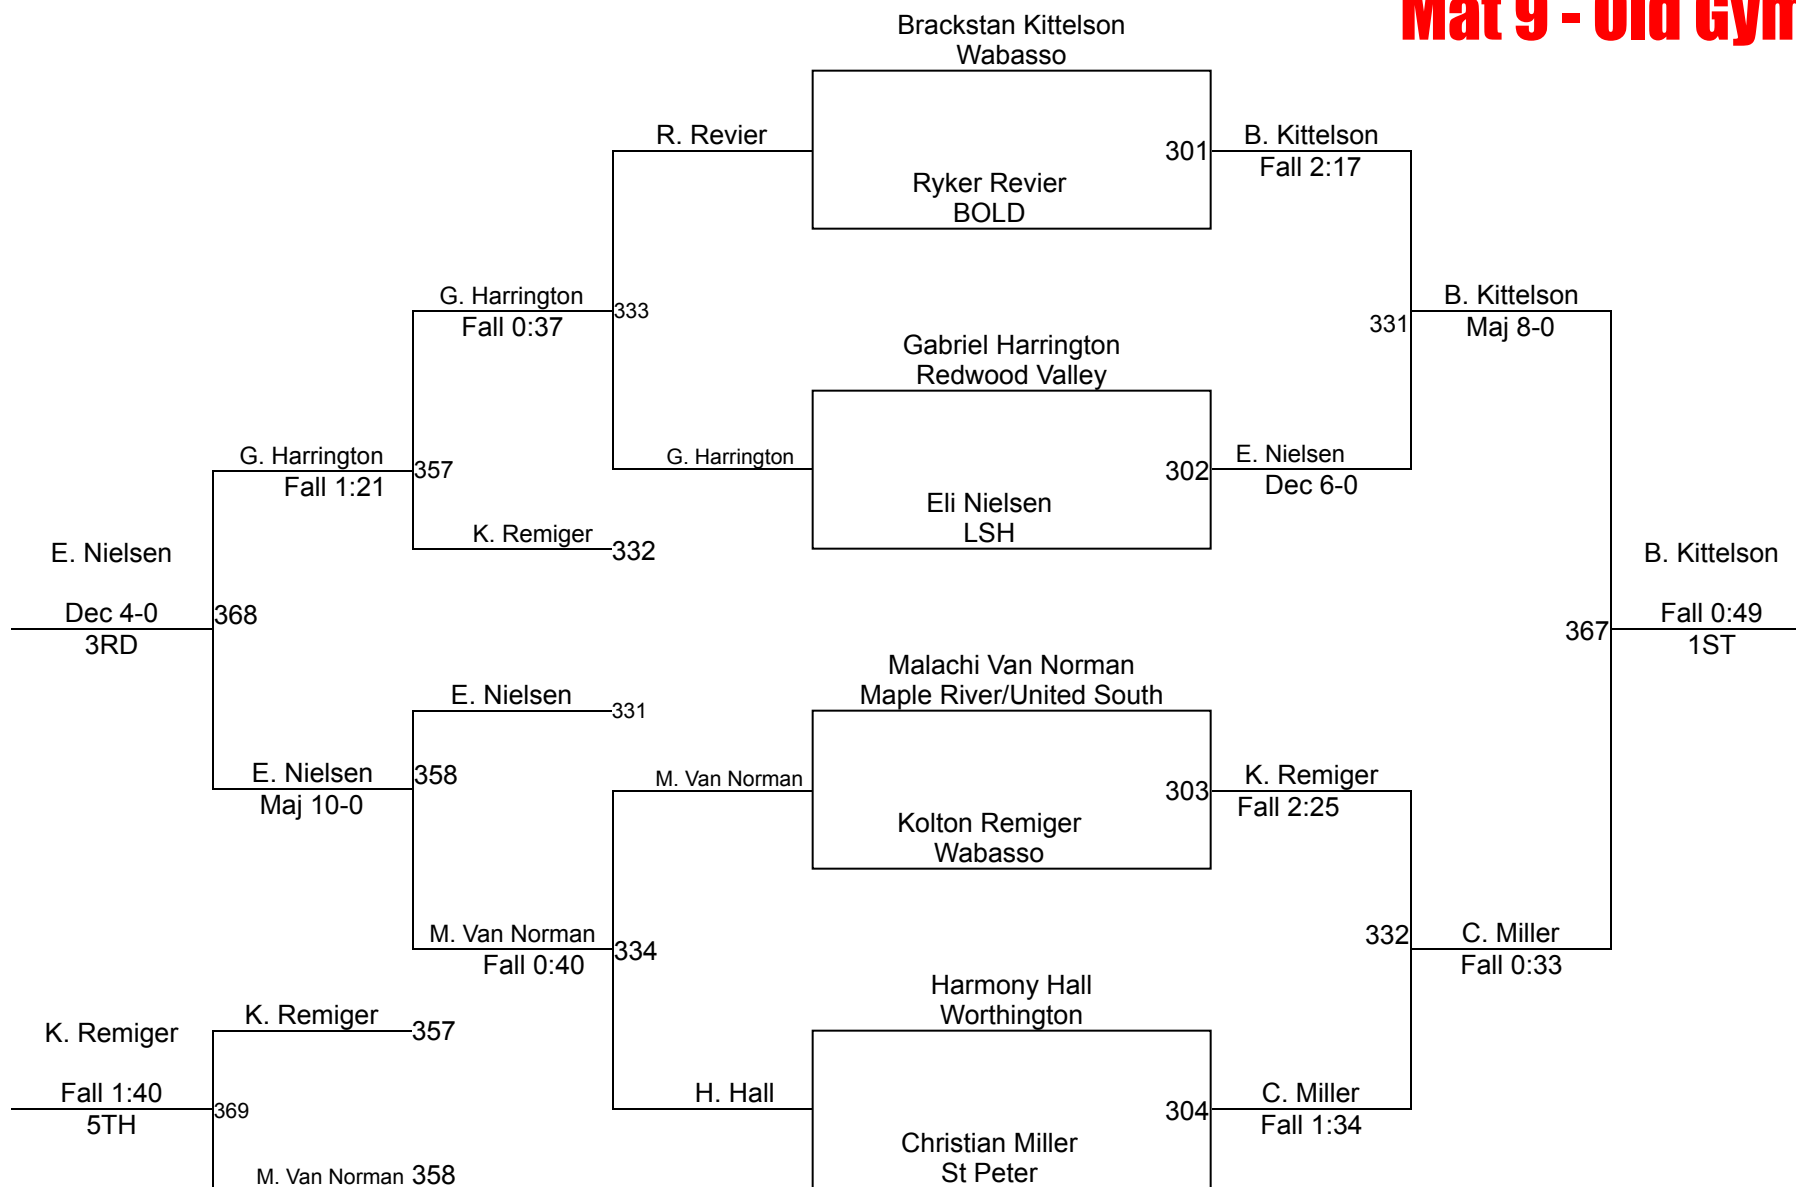 Mat 9 - Old Gym
Brackstan Kittelson
Wabasso
R. Revier
301
B. Kittelson
Fall 2:17
Ryker Revier
BOLD
G. Harrington
Fall 0:37
333
B. Kittelson
Maj 8-0
331
Gabriel Harrington
Redwood Valley
G. Harrington
Fall 1:21
357
G. Harrington
302
E. Nielsen
Dec 6-0
Eli Nielsen
LSH
K. Remiger
332
E. Nielsen
Dec 4-0
3RD
368
B. Kittelson
Fall 0:49
1ST
367
Malachi Van Norman
Maple River/United South
E. Nielsen
331
E. Nielsen
Maj 10-0
358
M. Van Norman
303
K. Remiger
Fall 2:25
Kolton Remiger
Wabasso
M. Van Norman
Fall 0:40
334
332
C. Miller
Fall 0:33
Harmony Hall
Worthington
K. Remiger
K. Remiger
357
Fall 1:40
5TH
369
H. Hall
304
C. Miller
Fall 1:34
Christian Miller
St Peter
M. Van Norman
358